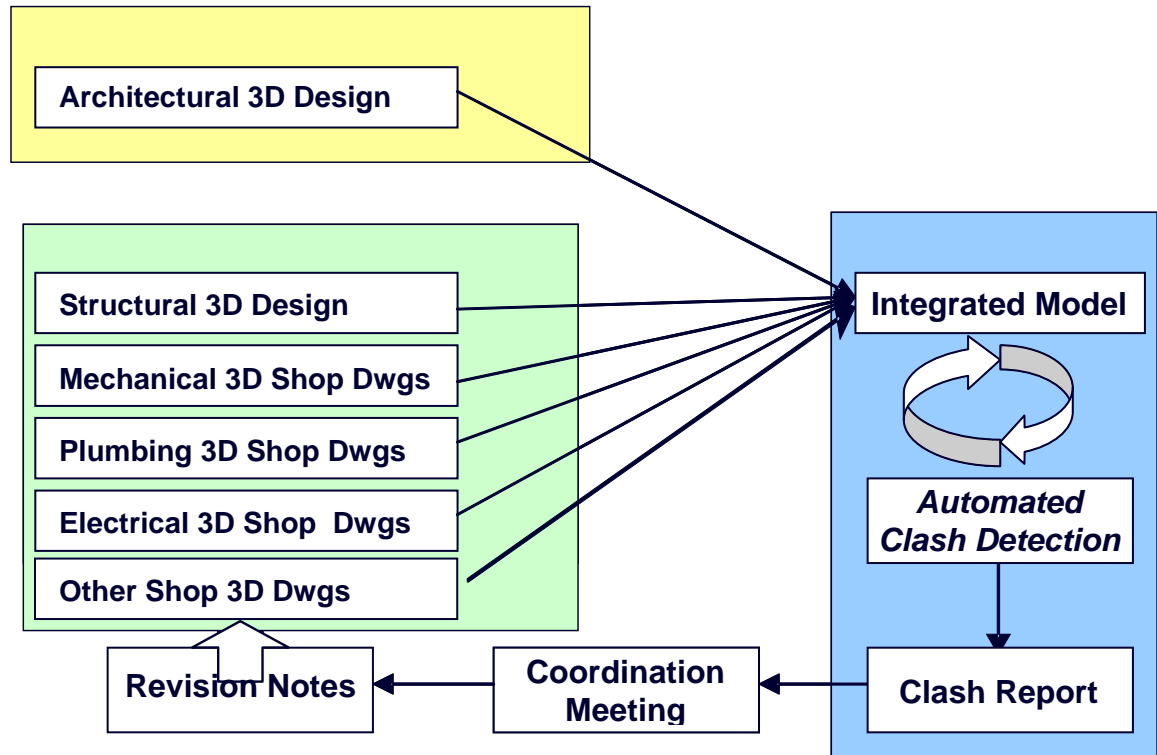 Architectural 3D Design
Structural 3D Design
Mechanical 3D Shop Dwgs
Plumbing 3D Shop Dwgs
Electrical 3D Shop  Dwgs
Other Shop 3D Dwgs
Integrated Model
Automated
Clash Detection
Clash Report
Coordination
Meeting
Revision Notes